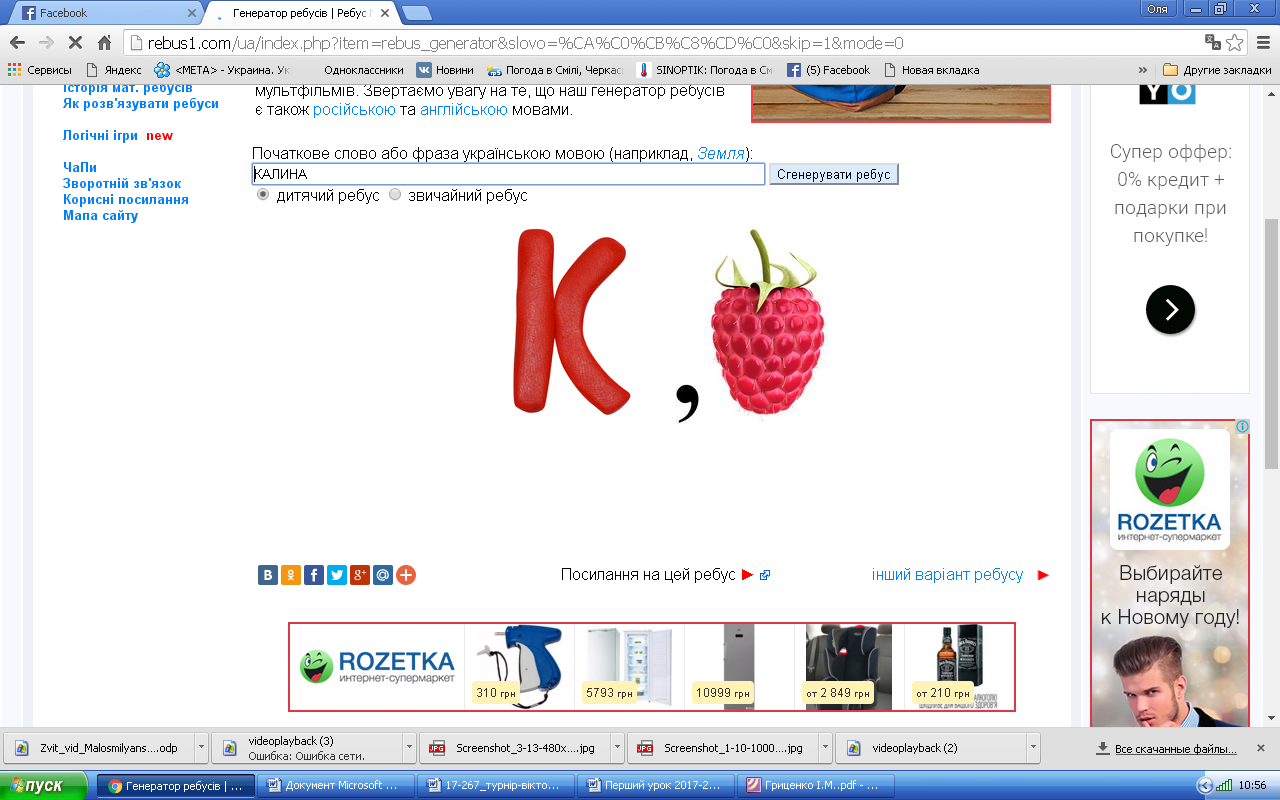 Facebook
Генератор ребусів | Ребус
Оля
rebus1.com/ua/index.php?item=rebus_generator&slovo=%CA%C0%CB%C8%CD%C0&skip=1&mode=0
Сервисы
Яндекс
<META> - Украина. Ук
Одноклассники
Новини
Погода в Смілі, Черкас
SINOPTIK: Погода в См
(5) Facebook
Новая вкладка
»
Другие закладки
Історія мат. ребусів
Як розв'язувати ребуси
Логічні ігри new
ЧаПи
Зворотній зв'язок
Корисні посилання
Мапа сайту
мультфільмів. Звертаємо увагу на те, що наш генератор ребусів
є також російською та англійською мовами.
Початкове слово або фраза українською мовою (наприклад, Земля):
КАЛИНА
Сгенерувати ребус
дитячий ребус звичайний ребус
К ,
Посилання на цей ребус
інший варіант ребусу
YO
Супер оффер:
0% кредит +
подарки при
покупке!
ROZETKA
интернет-супермаркет
Выбирайте
наряды
к Новому году!
ROZETKA
интернет-супермаркет
310 грн
5793 грн
10999 грн
от 2 849 грн
от 210 грн
Zvit_vid_Malosmilyans....odp
videoplayback (3)
Ошибка: Ошибка сети.
Screenshot_3-13-480x....jpg
Screenshot_1-10-1000....jpg
videoplayback (2)
Все скачанные файлы...
пуск
Генератор ребусів | ...
Документ Microsoft ...
17-267_турнір-вікто...
Перший урок 2017-2...
Гриценко І.М..pdf - ...
10:56